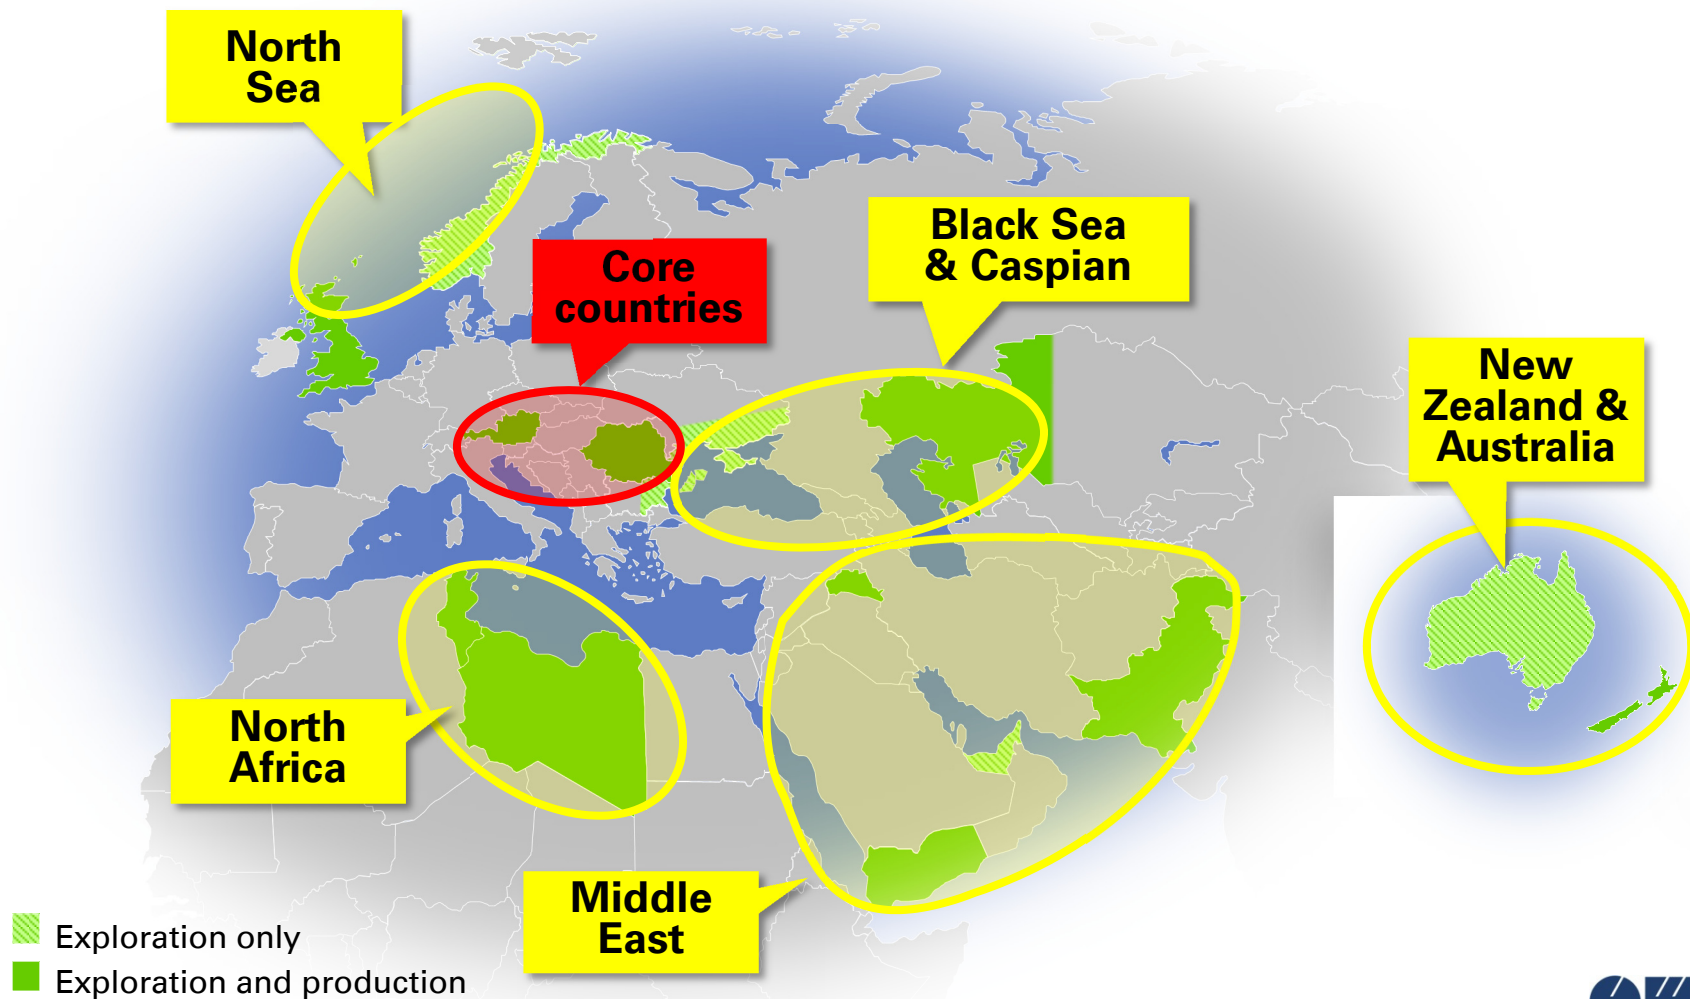 North
Sea
Core
countries
Black Sea
& Caspian
New
Zealand &
Australia
North
Africa
Middle
East
Exploration only
Exploration and production